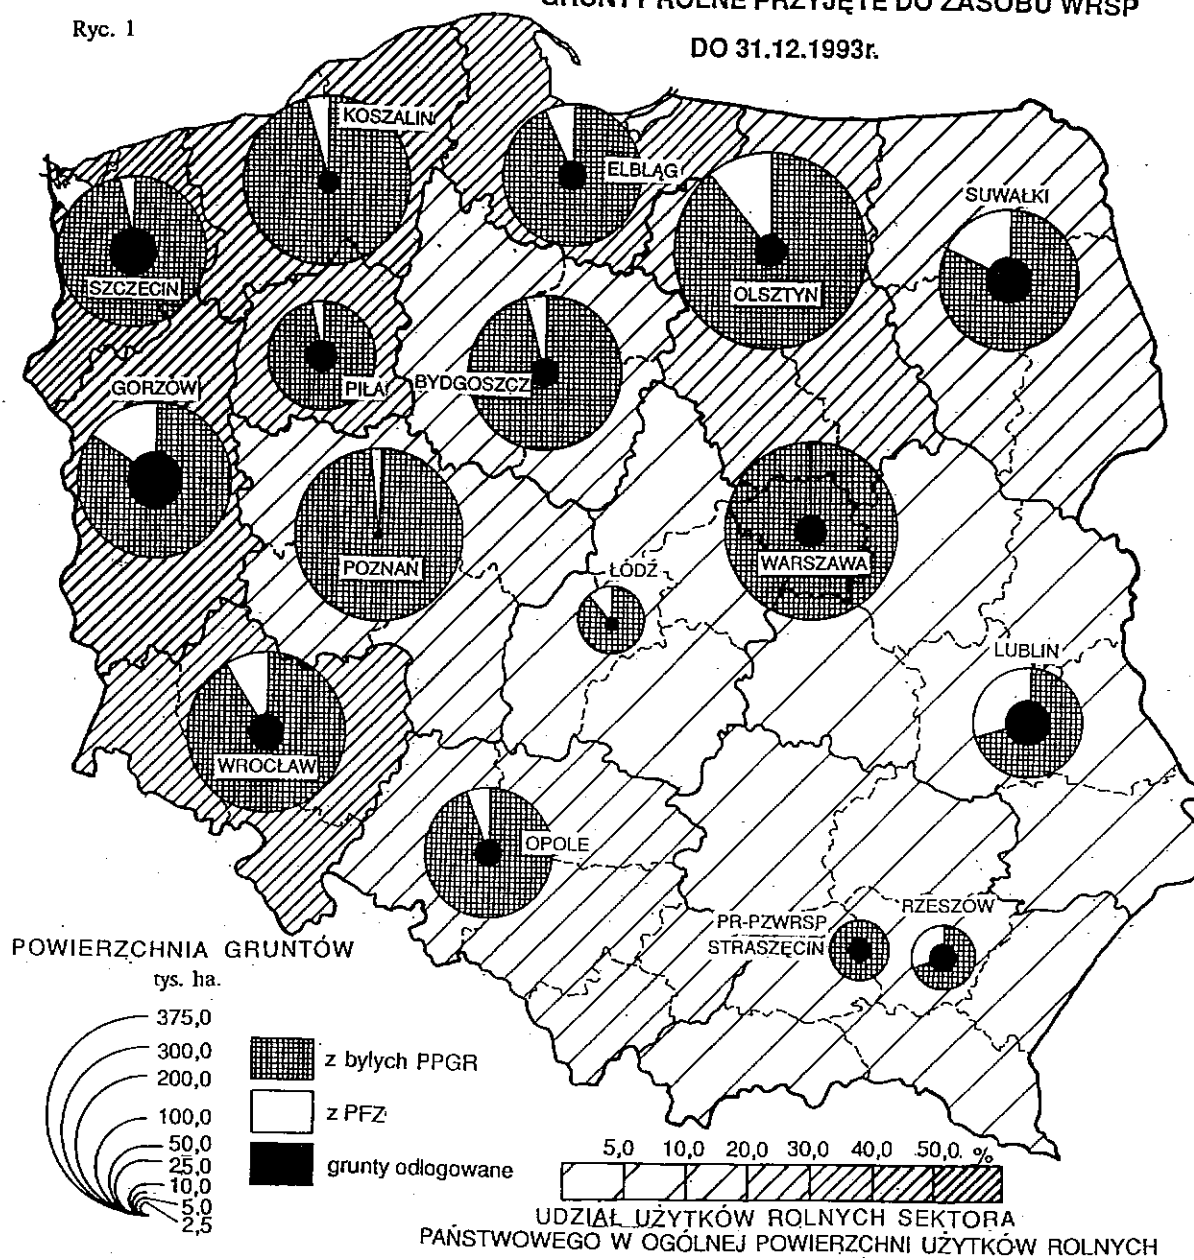 Ryc. 1
GRUNTY ROLNE PRZYJĘTE DO ZASOBU WRSP
DO 31.12.1993r.
KOSZALIN
ELBLĄG
SUWAŁKI
SZCZECIN
OLSZTYN
GORZÓW
PIŁA
BYDGOSZCZ
POZNAŃ
ŁÓDŹ
WARSZAWA
LUBLIN
WROCŁAW
OPOLE
PR-PZWRSP
STRASZĘCIN
RZESZÓW
POWIERZCHNIA GRUNTÓW
tys. ha.
375,0
300,0
200,0
100,0
50,0
25,0
10,0
5,0
2,5
z byłych PPGR
z PFZ
grunty odłogowane
5,0 10,0 20,0 30,0 40,0 50,0 %
UDZIAŁ UŻYTKÓW ROLNYCH SEKTORA
PAŃSTWOWEGO W OGÓLNEJ POWIERZCHNI UŻYTKÓW ROLNYCH